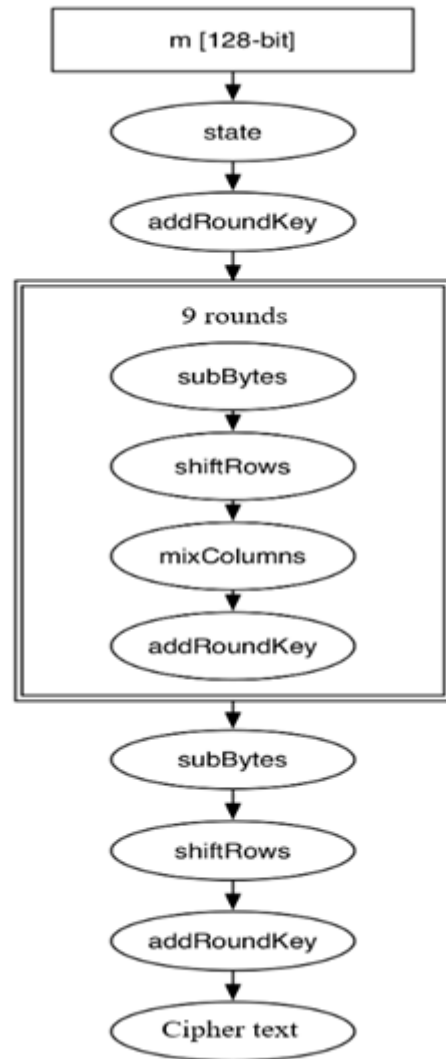 m [128-bit]
state
addRoundKey
9 rounds
subBytes
shiftRows
mixColumns
addRoundKey
subBytes
shiftRows
addRoundKey
Cipher text